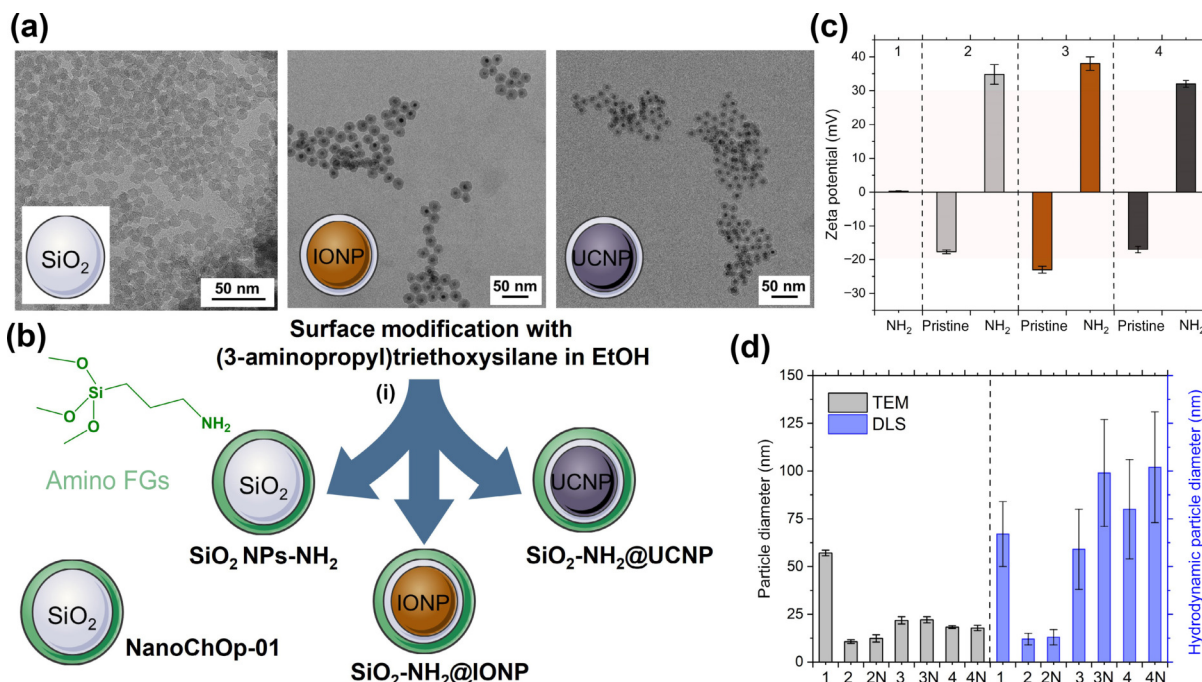 (a)
SiO2
50 nm
IONP
50 nm
UCNP
50 nm
(b)
Surface modification with
(3-aminopropyl)triethoxysilane in EtOH
(i)
O
Si
O
O
NH2
Amino FGs
SiO2
SiO2 NPs-NH2
UCNP
SiO2-NH2@UCNP
IONP
SiO2-NH2@IONP
SiO2
NanoChOp-01
(c)
1 2 3 4
Zeta potential (mV)
40
30
20
10
0
−10
−20
−30
NH2 Pristine NH2 Pristine NH2 Pristine NH2
(d)
TEM
DLS
Particle diameter (nm)
150
125
100
75
50
25
0
1 2 2N 3 3N 4 4N 1 2 2N 3 3N 4 4N
Hydrodynamic particle diameter (nm)